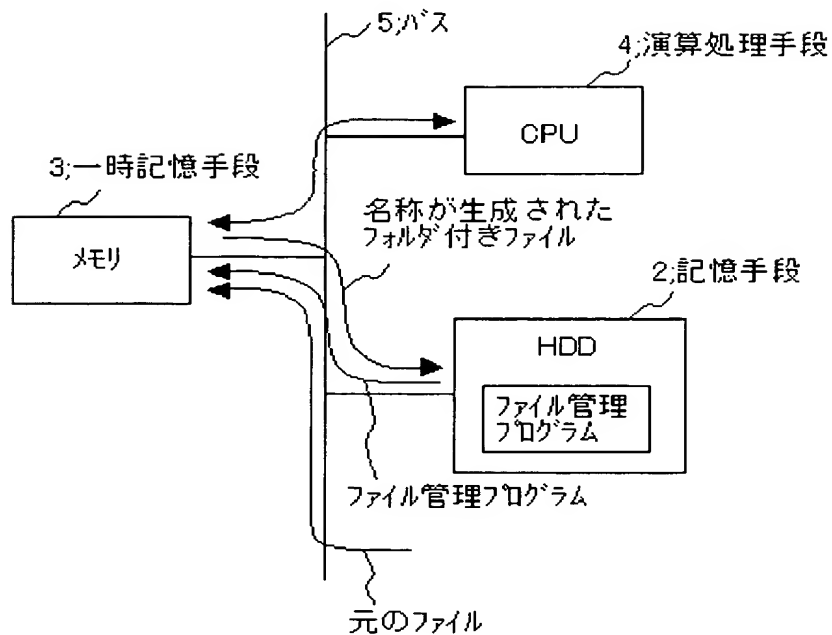 5;バス
4;演算処理手段
CPU
3;一時記憶手段
メモリ
名称が生成された
フォルダ付きファイル
2;記憶手段
HDD
ファイル管理
プログラム
ファイル管理プログラム
元のファイル